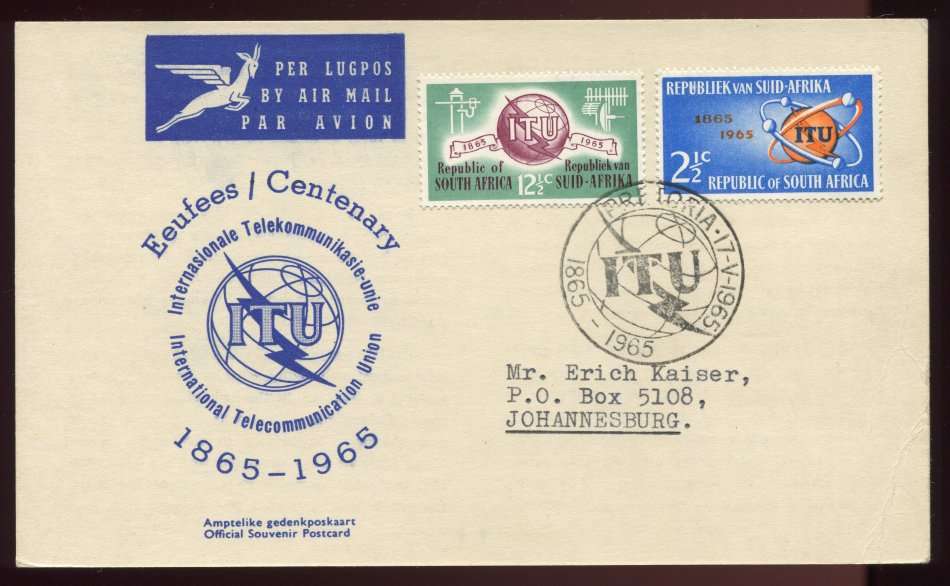 PER LUGPOS
BY AIR MAIL
PAR AVION
1865 ITU 1965
Republic of Republiek van
SOUTH AFRICA 12½c SUID-AFRIKA
REPUBLIEK VAN SUID-AFRIKA
1865
1965
ITU
2½c
REPUBLIC OF SOUTH AFRICA
Eeufees / Centenary
Internasionale Telekommunikasie-unie
ITU
International Telecommunication Union
1865-1965
PRETORIA·17-V-1965
ITU
1865 - 1965
Mr. Erich Kaiser,
P.O. Box 5108,
JOHANNESBURG.
Amptelike gedenkposkaart
Official Souvenir Postcard